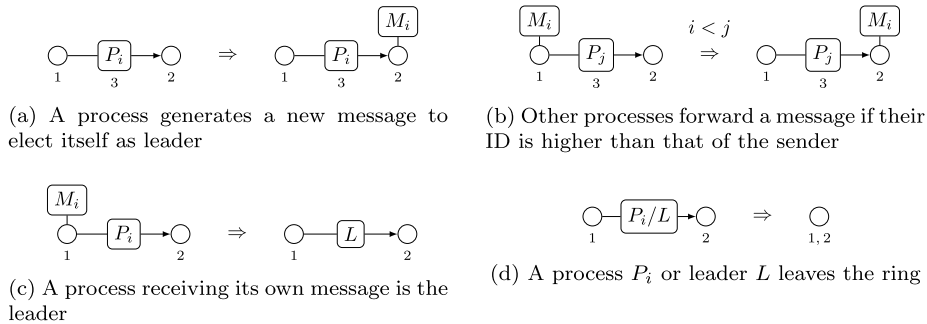 M_i
P_i ⇒ P_i
1 3 2 1 3 2
(a) A process generates a new message to
elect itself as leader
M_i i < j M_i
P_j ⇒ P_j
1 3 2 1 3 2
(b) Other processes forward a message if their
ID is higher than that of the sender
M_i
P_i ⇒ L
1 2 1 2
(c) A process receiving its own message is the
leader
P_i/L ⇒
1 2 1, 2
(d) A process P_i or leader L leaves the ring